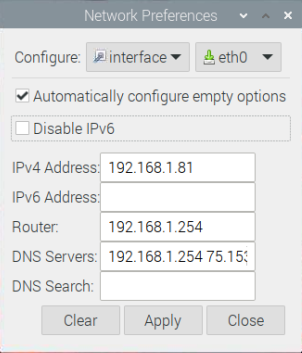 Network Preferences
Configure: interface eth0
Automatically configure empty options
Disable IPv6
IPv4 Address: 192.168.1.81
IPv6 Address:
Router: 192.168.1.254
DNS Servers: 192.168.1.254 75.153
DNS Search:
Clear Apply Close